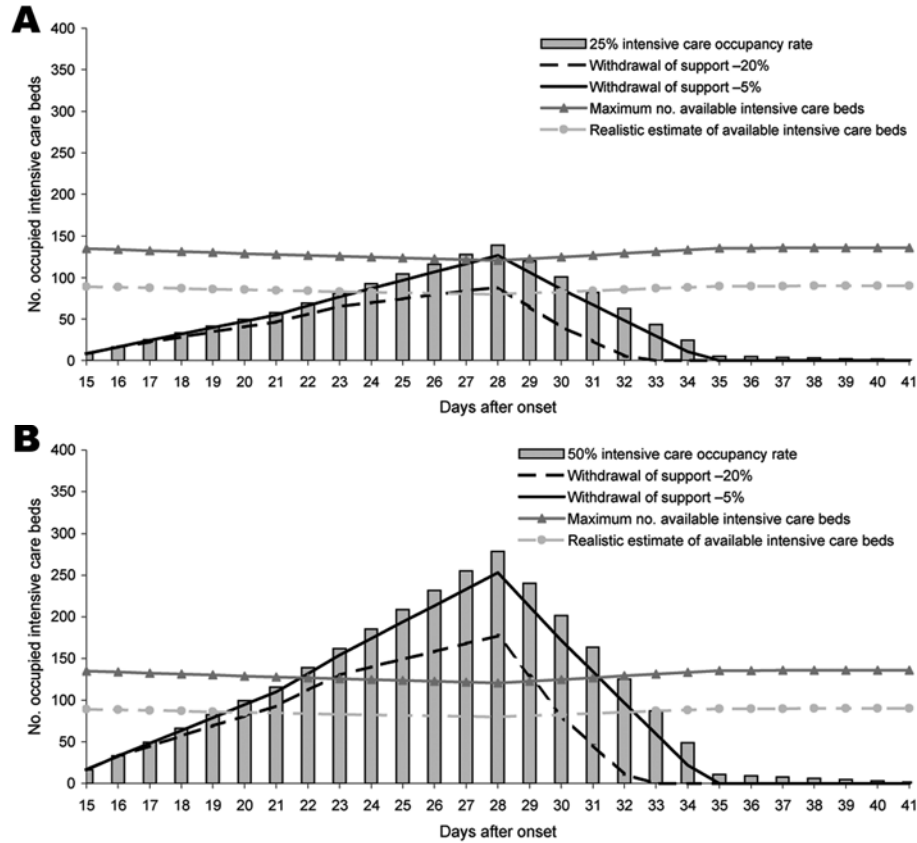 A
400
350
300
250
200
150
100
50
0
No. occupied intensive care beds
25% intensive care occupancy rate
Withdrawal of support –20%
Withdrawal of support –5%
Maximum no. available intensive care beds
Realistic estimate of available intensive care beds
15 16 17 18 19 20 21 22 23 24 25 26 27 28 29 30 31 32 33 34 35 36 37 38 39 40 41
Days after onset
B
400
350
300
250
200
150
100
50
0
No. occupied intensive care beds
50% intensive care occupancy rate
Withdrawal of support –20%
Withdrawal of support –5%
Maximum no. available intensive care beds
Realistic estimate of available intensive care beds
15 16 17 18 19 20 21 22 23 24 25 26 27 28 29 30 31 32 33 34 35 36 37 38 39 40 41
Days after onset